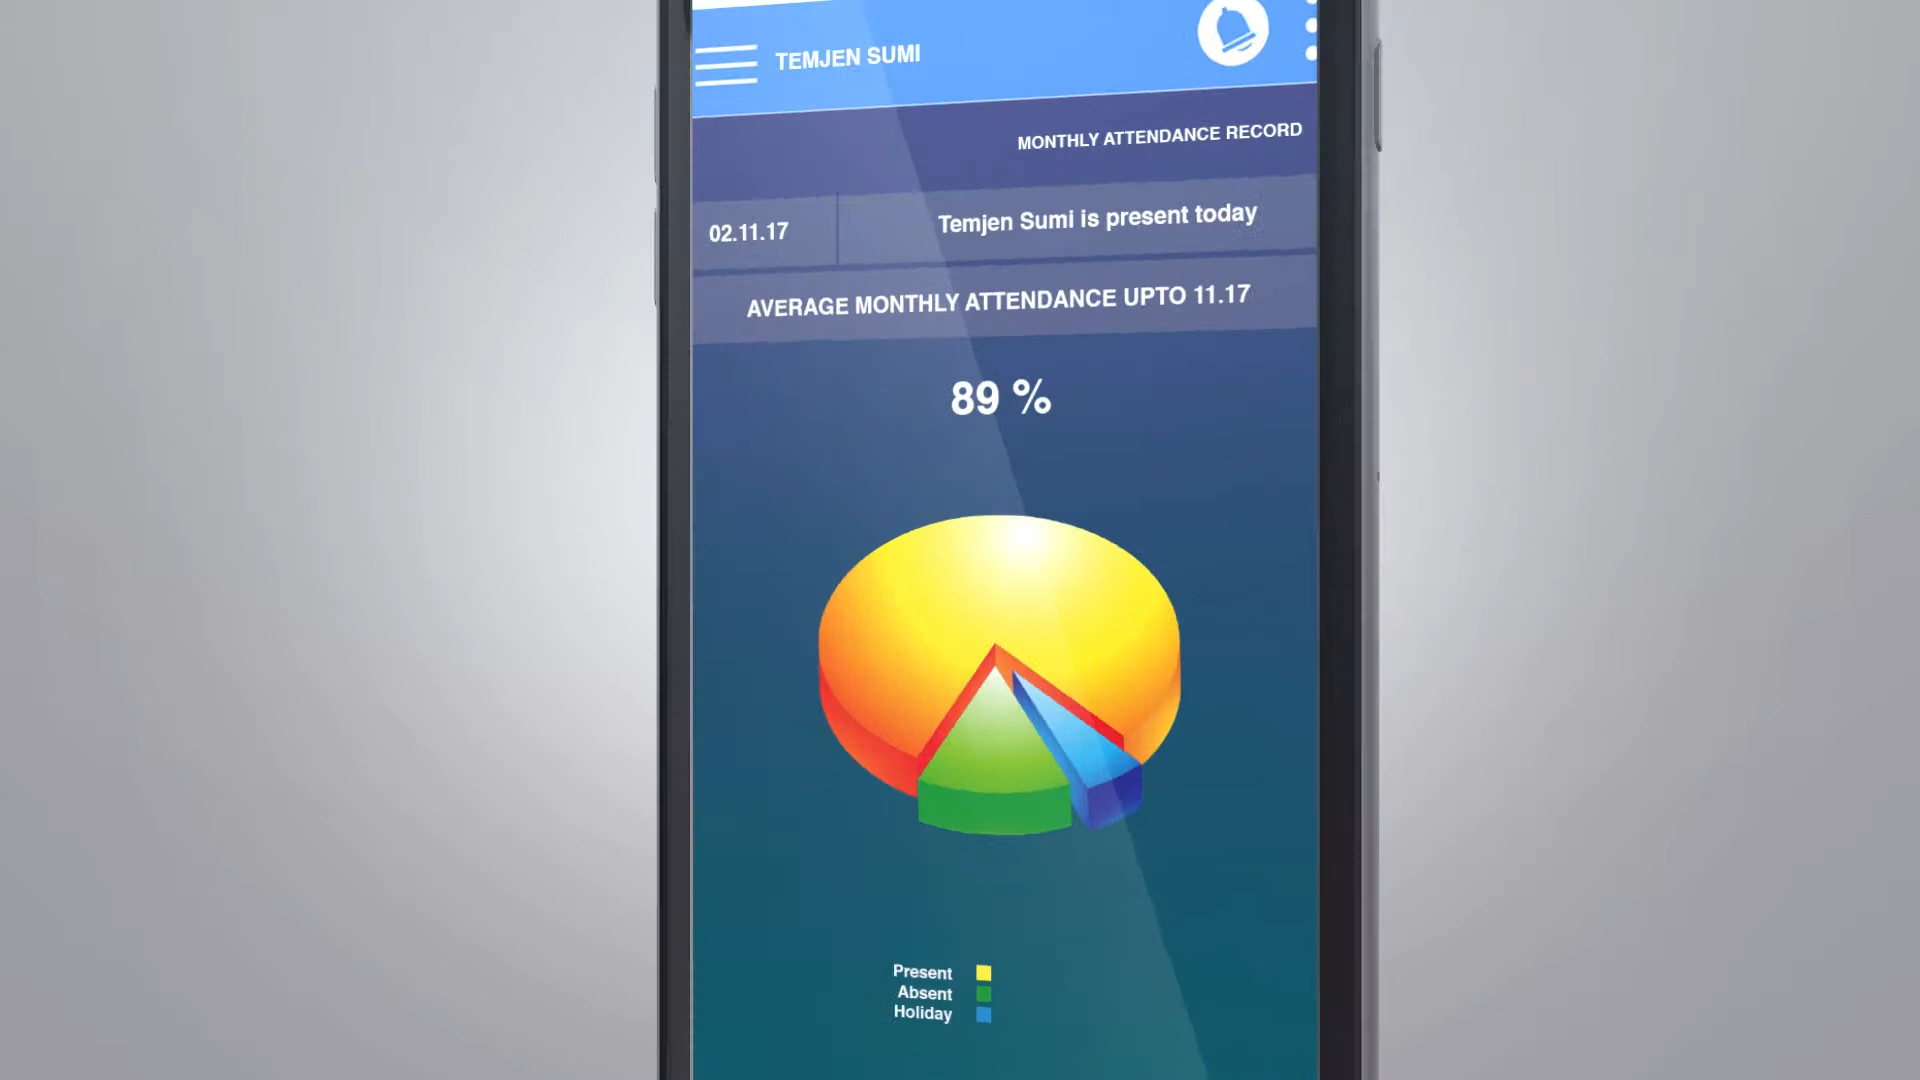 TEMJEN SUMI
MONTHLY ATTENDANCE RECORD
02.11.17
Temjen Sumi is present today
AVERAGE MONTHLY ATTENDANCE UPTO 11.17
89 %
Present
Absent
Holiday